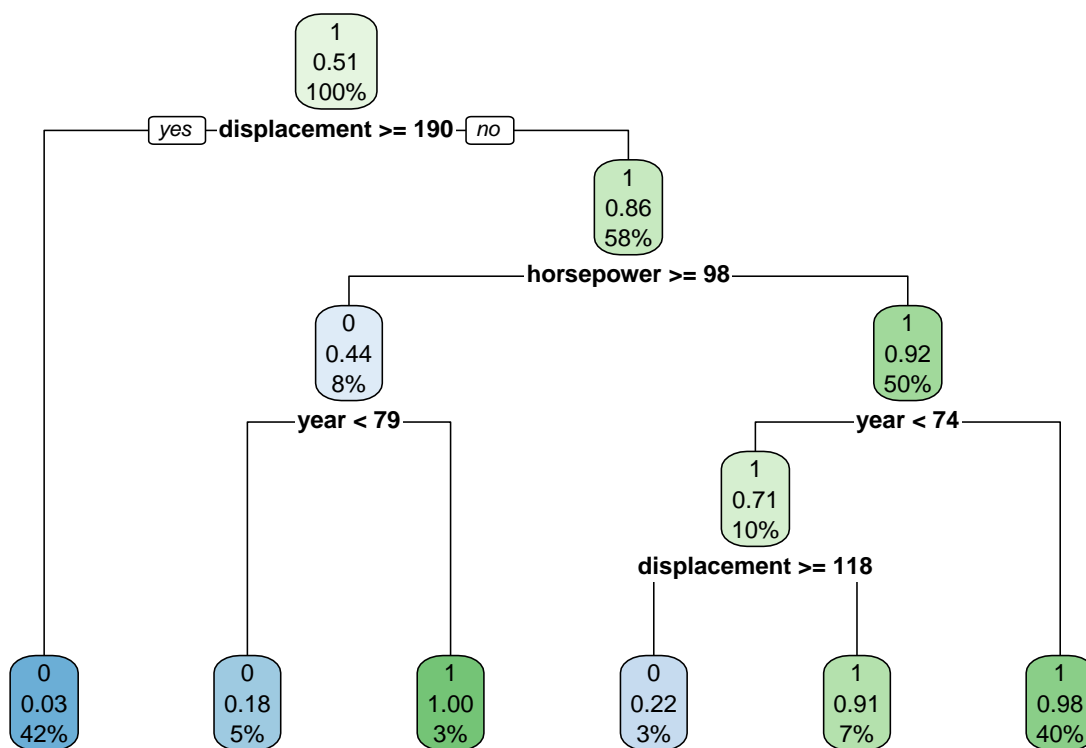 1
0.51
100%
yes displacement >= 190 no
1
0.86
58%
horsepower >= 98
0 1
0.44 0.92
8% 50%
year < 79 year < 74
1
0.71
10%
displacement >= 118
0 0 1 0 1 1
0.03 0.18 1.00 0.22 0.91 0.98
42% 5% 3% 3% 7% 40%